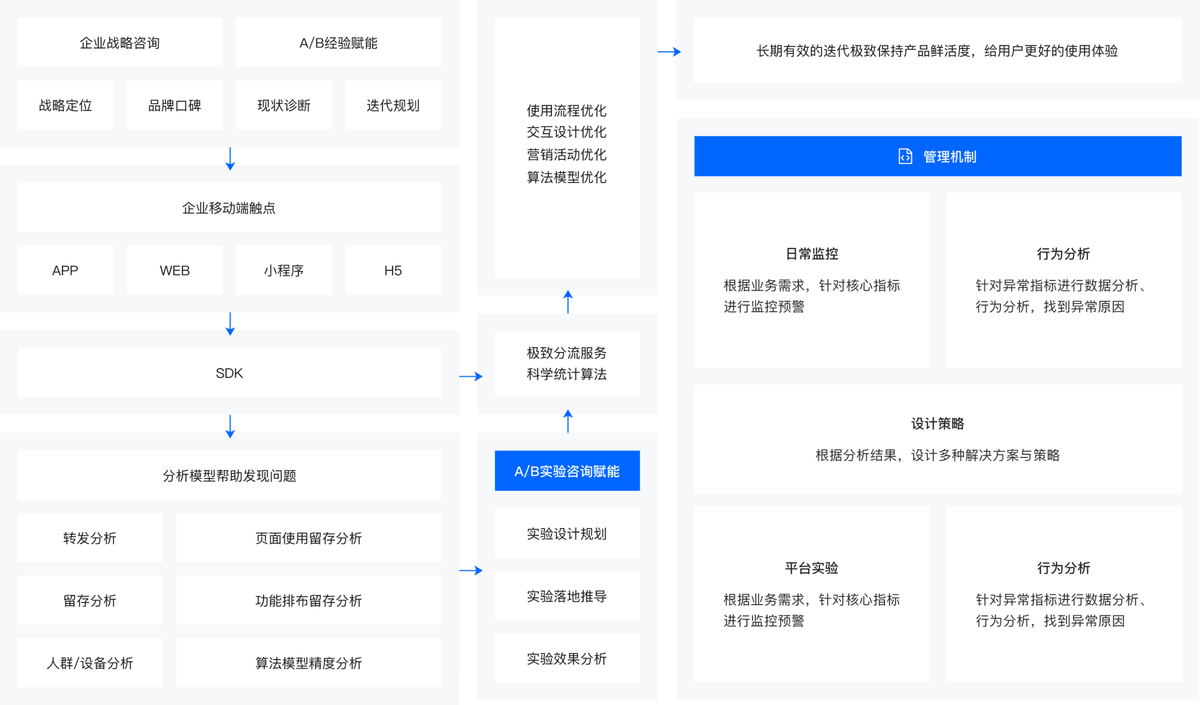 企业战略咨询
A/B经验赋能
战略定位
品牌口碑
现状诊断
迭代规划
企业移动端触点
APP
WEB
小程序
H5
SDK
分析模型帮助发现问题
转发分析
页面使用留存分析
留存分析
功能排布留存分析
人群/设备分析
算法模型精度分析
使用流程优化
交互设计优化
营销活动优化
算法模型优化
极致分流服务
科学统计算法
A/B实验咨询赋能
实验设计规划
实验落地推导
实验效果分析
长期有效的迭代极致保持产品鲜活度，给用户更好的使用体验
管理机制
日常监控
根据业务需求，针对核心指标
进行监控预警
行为分析
针对异常指标进行数据分析、
行为分析，找到异常原因
设计策略
根据分析结果，设计多种解决方案与策略
平台实验
根据业务需求，针对核心指标
进行监控预警
行为分析
针对异常指标进行数据分析、
行为分析，找到异常原因